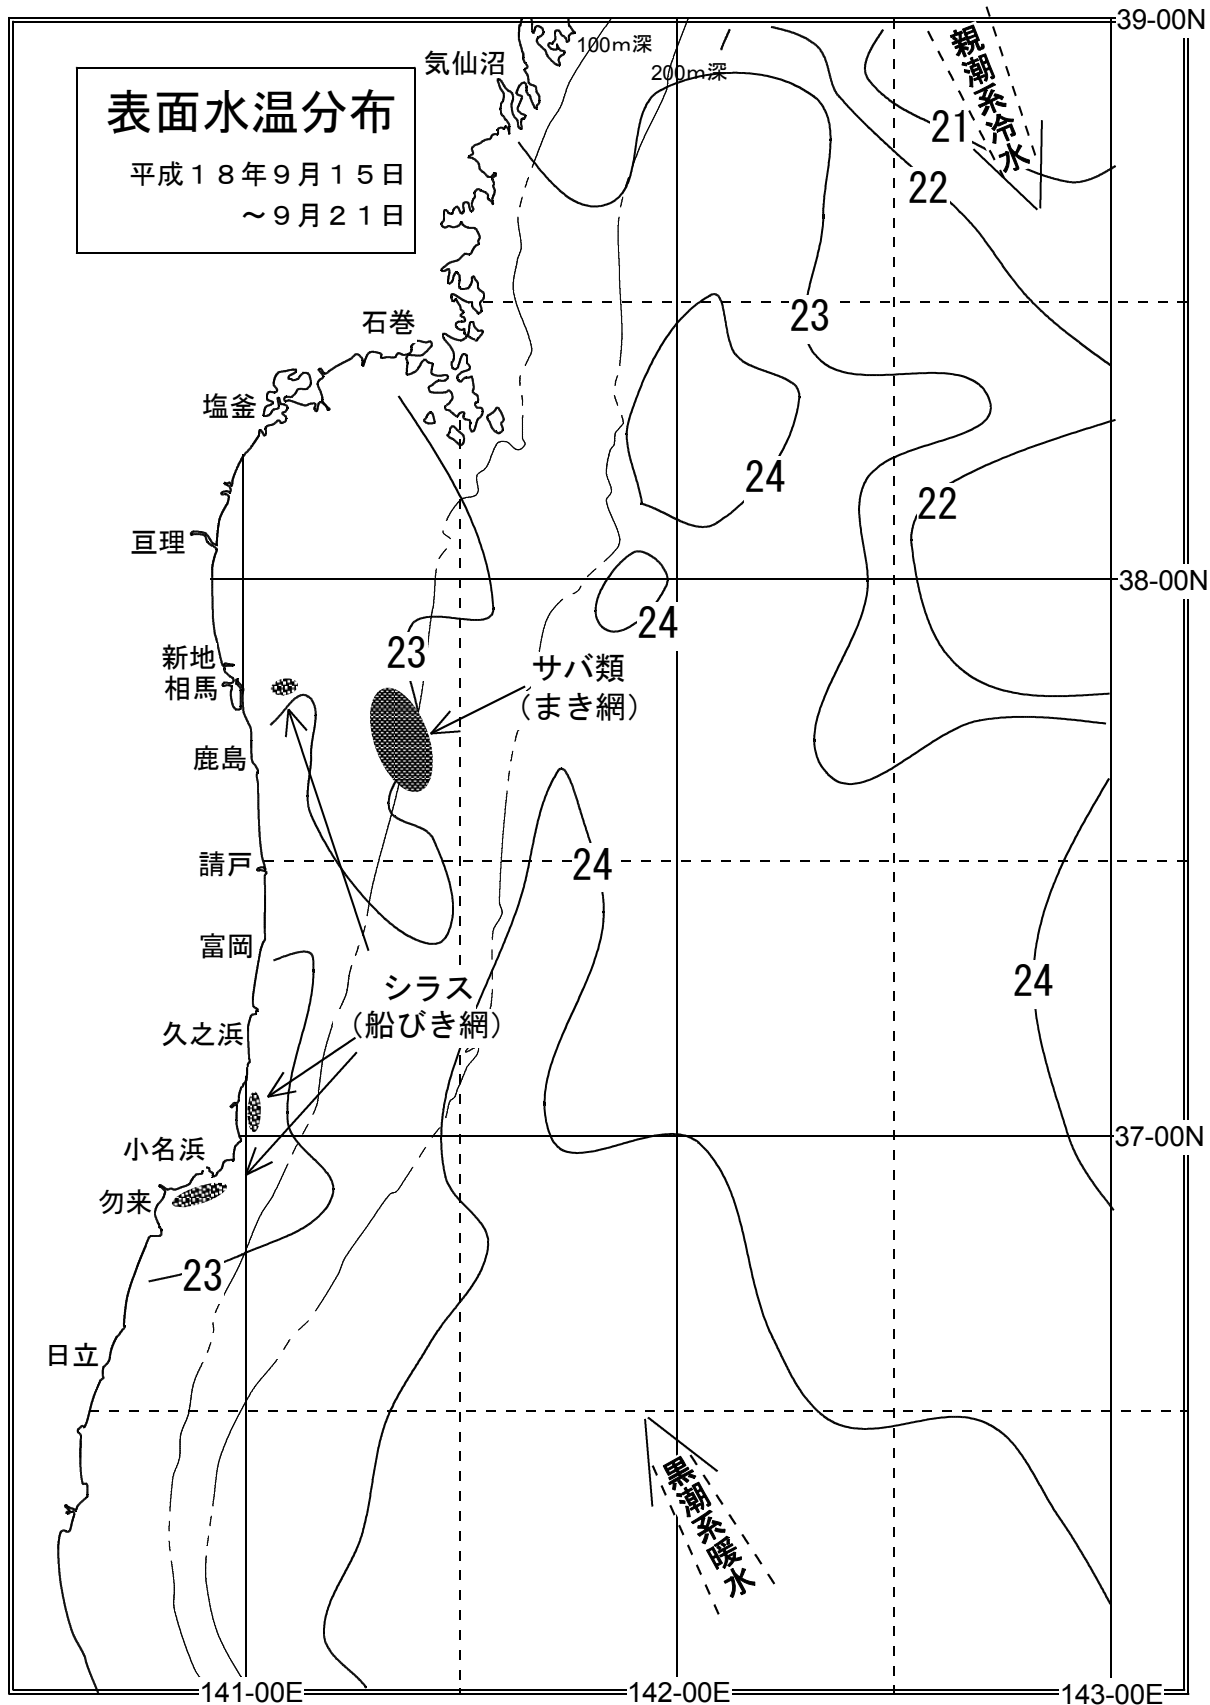 39-00N
気仙沼
100m深
200m深
親潮系冷水
表面水温分布
平成１８年９月１５日
～９月２１日
21
22
石巻
23
塩釜
24
22
亘理
38-00N
24
新地
23
サバ類
(まき網)
相馬
鹿島
請戸
24
富岡
24
シラス
(船びき網)
久之浜
37-00N
小名浜
勿来
23
日立
黒潮系暖水
141-00E
142-00E
143-00E